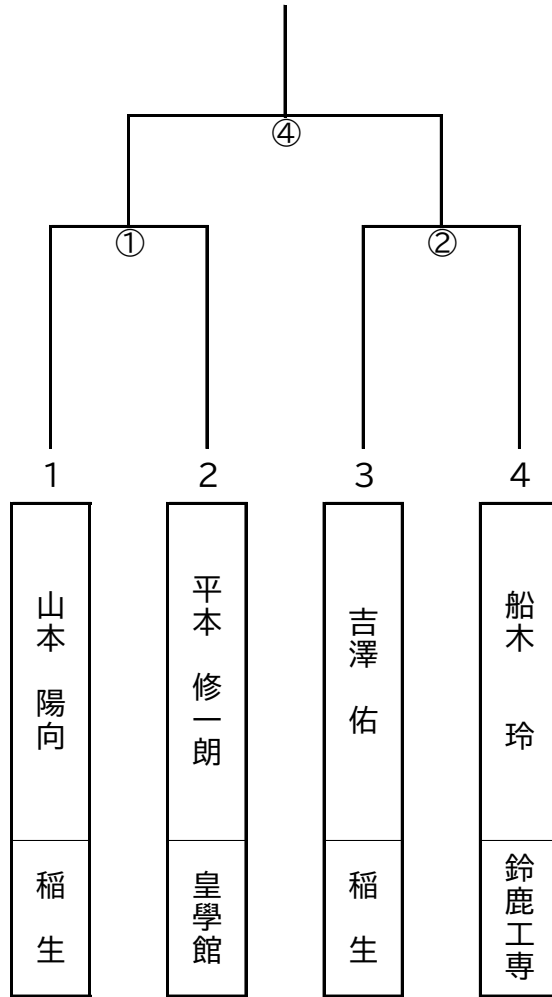 ④
① ②
1 2 3 4
山本 陽向
稲生
平本 修一朗
皇學館
吉澤 佑
稲生
船木 玲
鈴鹿工専